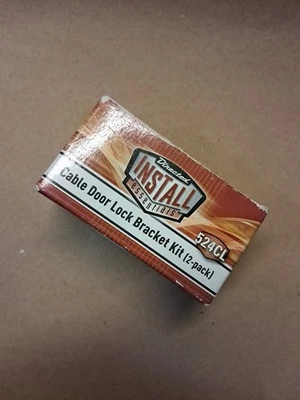 Directed
INSTALL
essentials
524CL
Cable Door Lock Bracket Kit (2-pack)